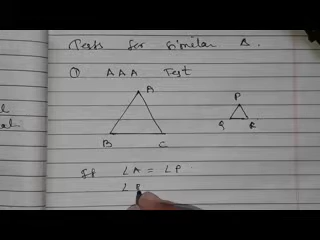 Tests for similar Δ.
① AAA Test
A
P
B C
Q R
If ∠A = ∠P
∠B